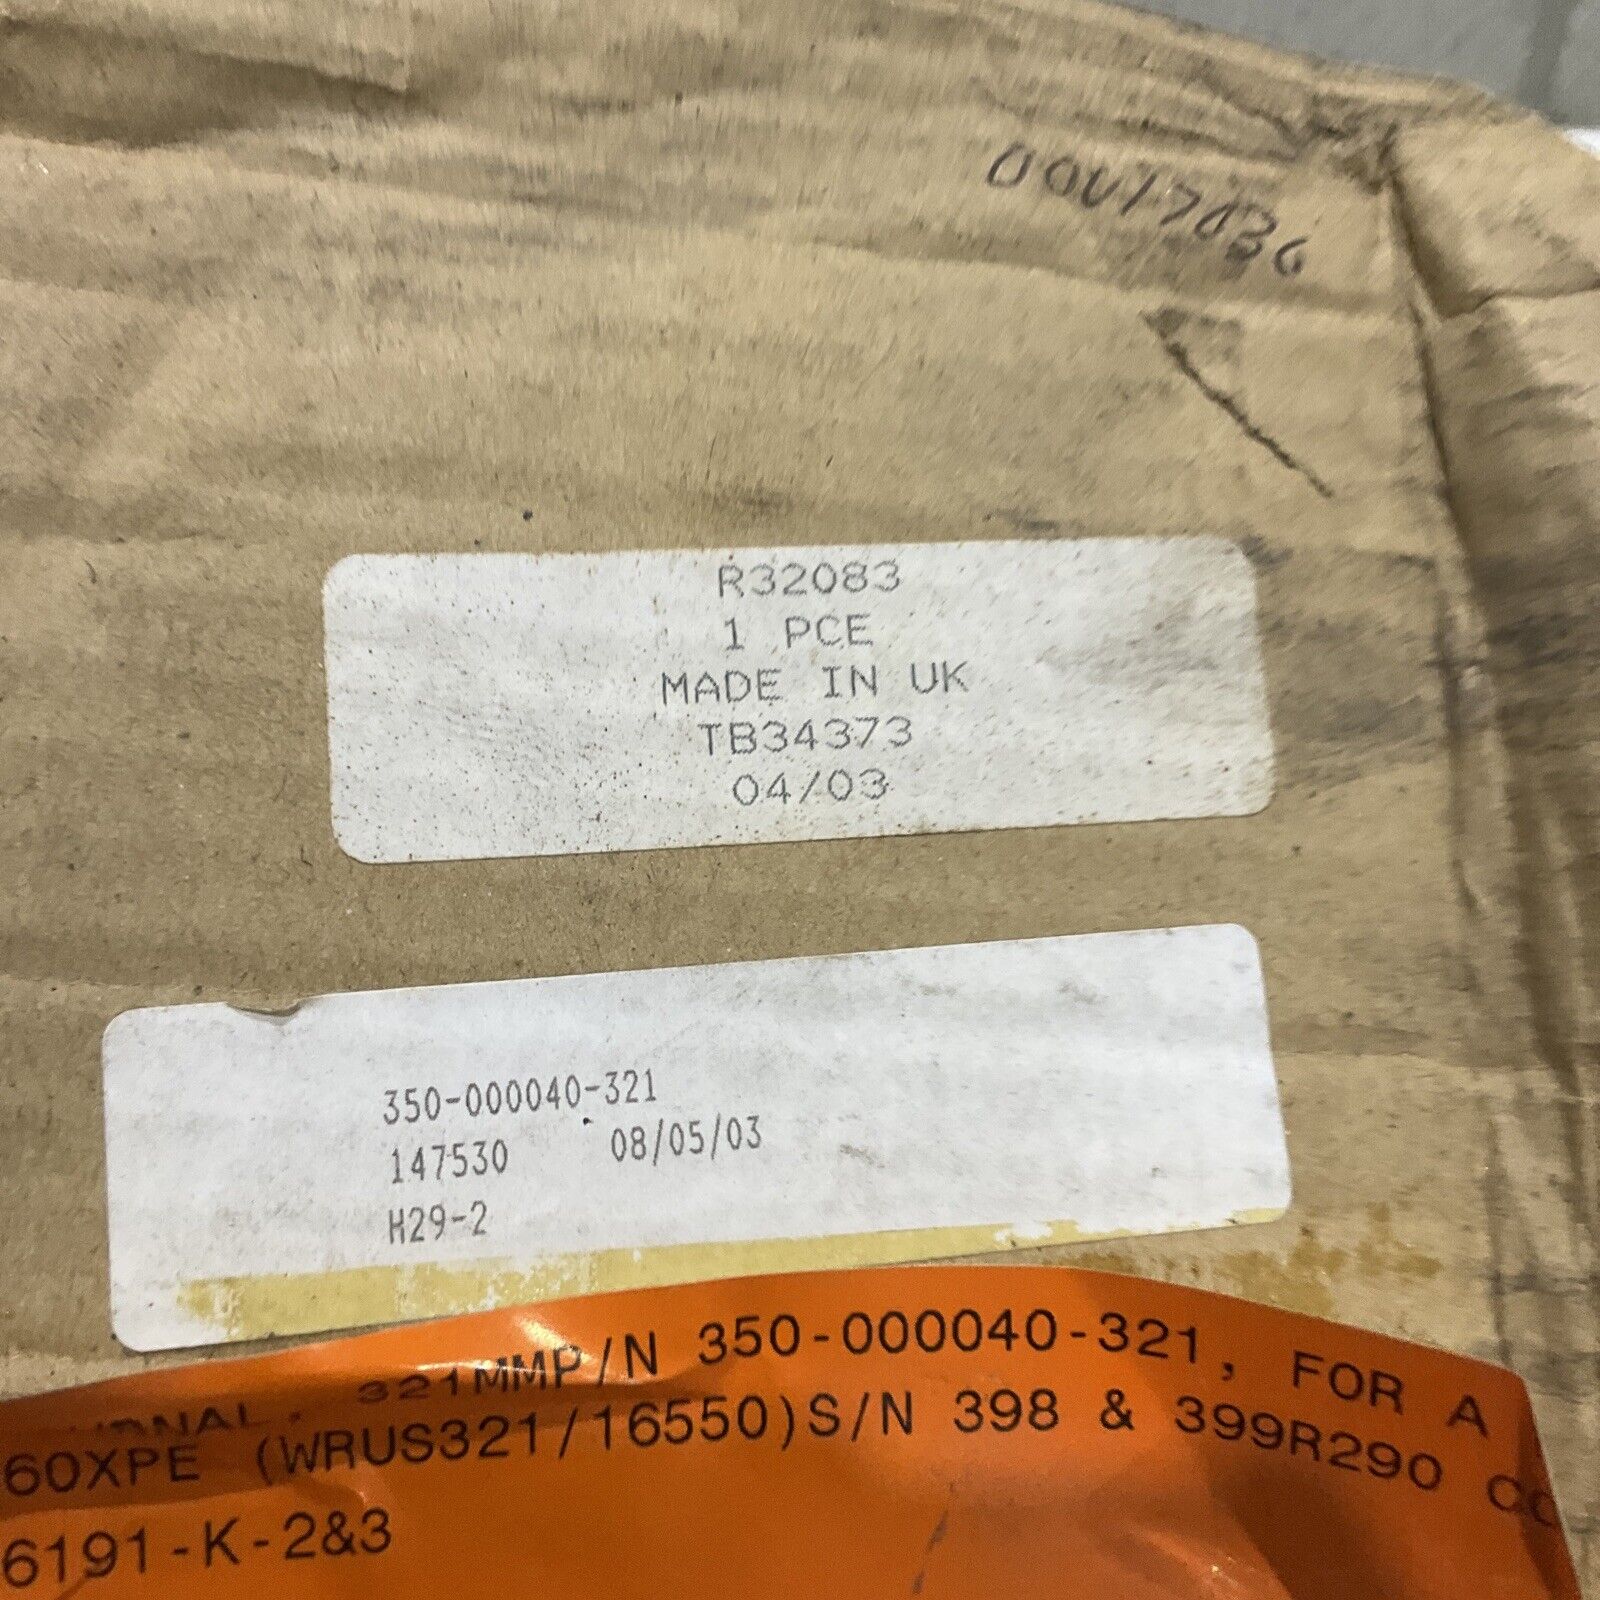 R32083
1 PCE
MADE IN UK
TB34373
04/03
350-000040-321
147530 08/05/03
H29-2
321MMP/N 350-000040-321, FOR A
60XPE (WRUS321/16550)S/N 398 & 399R290
6191-K-2&3